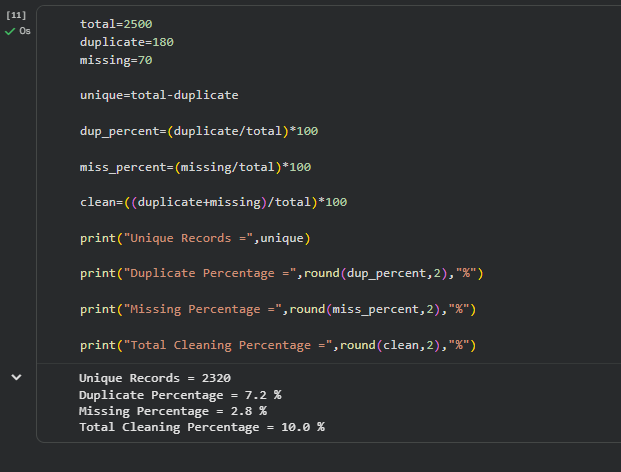 [11]
0s
total=2500
duplicate=180
missing=70
unique=total-duplicate
dup_percent=(duplicate/total)*100
miss_percent=(missing/total)*100
clean=((duplicate+missing)/total)*100
print("Unique Records =",unique)
print("Duplicate Percentage =",round(dup_percent,2),"%")
print("Missing Percentage =",round(miss_percent,2),"%")
print("Total Cleaning Percentage =",round(clean,2),"%")
Unique Records = 2320
Duplicate Percentage = 7.2 %
Missing Percentage = 2.8 %
Total Cleaning Percentage = 10.0 %